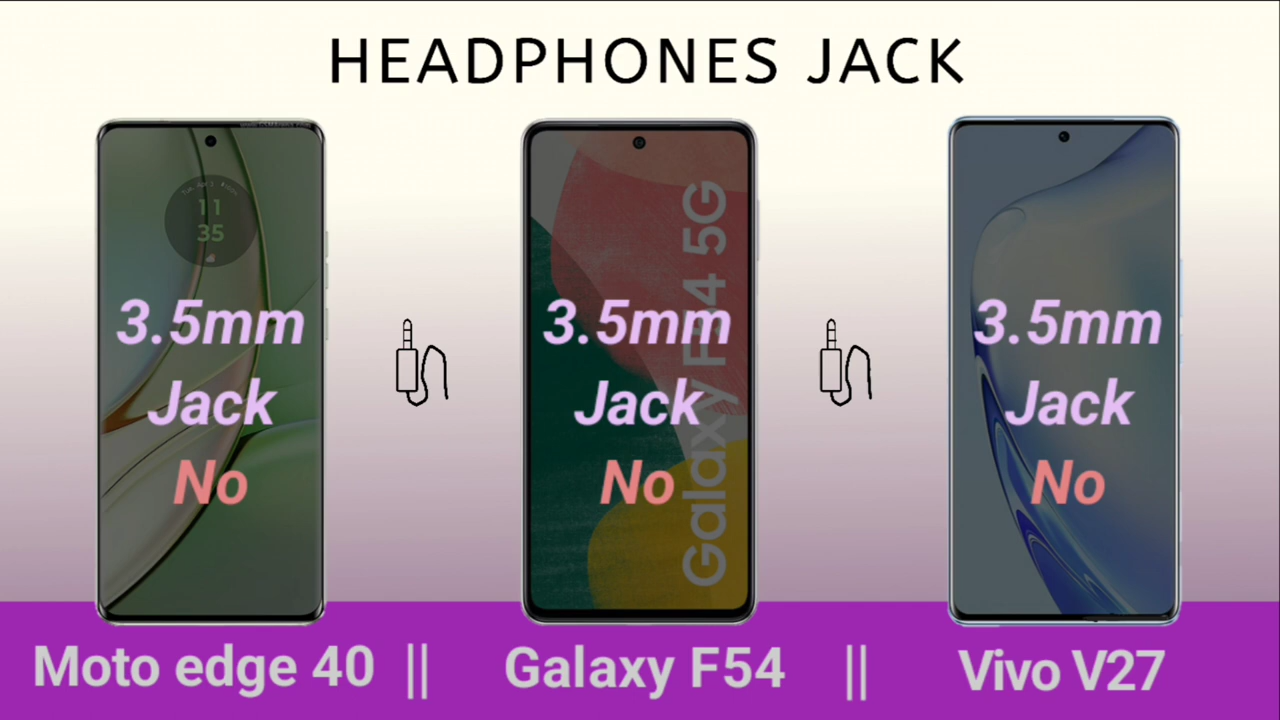 HEADPHONES JACK
11
35
3.5mm
Jack
No
Galaxy F54 5G
3.5mm
Jack
No
3.5mm
Jack
No
Moto edge 40 || Galaxy F54 || Vivo V27